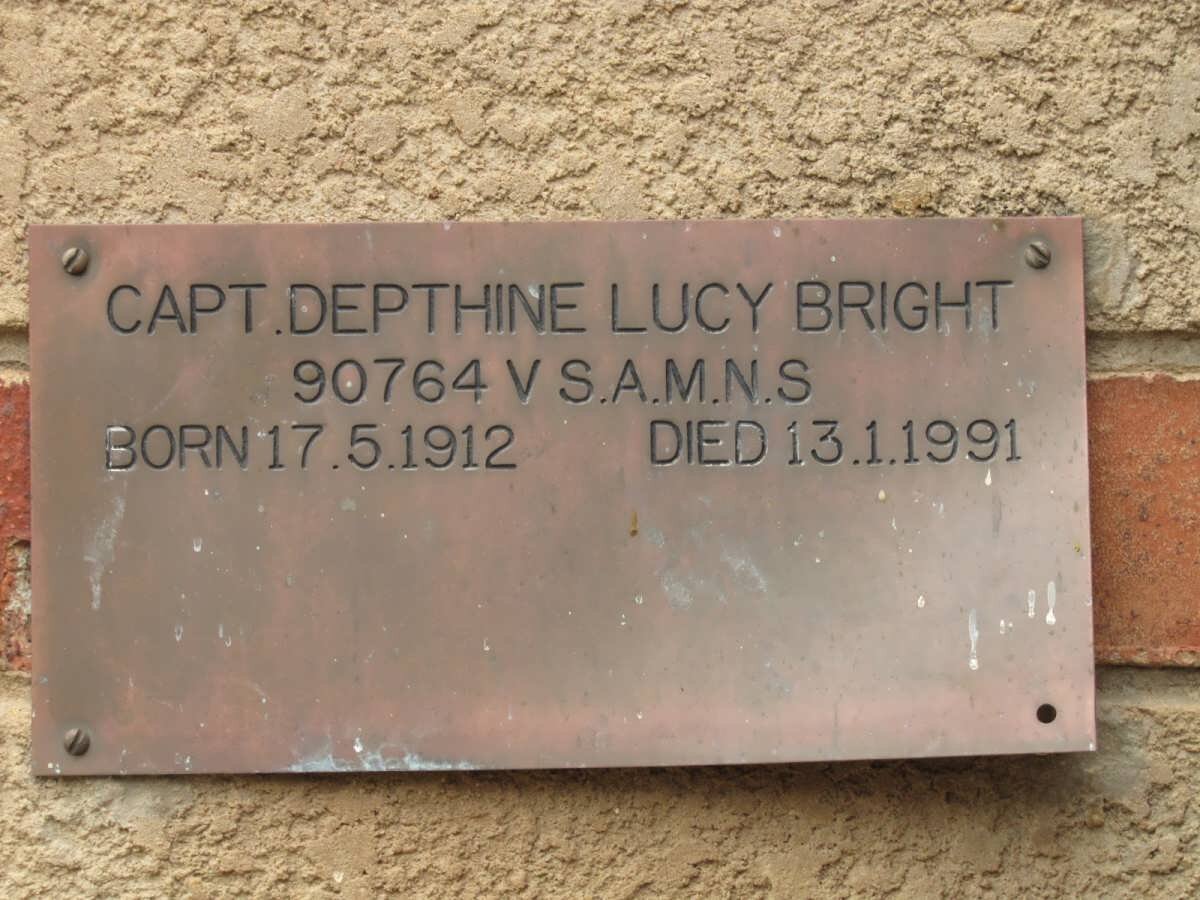 CAPT. DEPTHINE LUCY BRIGHT
90764 V S.A.M.N.S
BORN 17.5.1912 DIED 13.1.1991